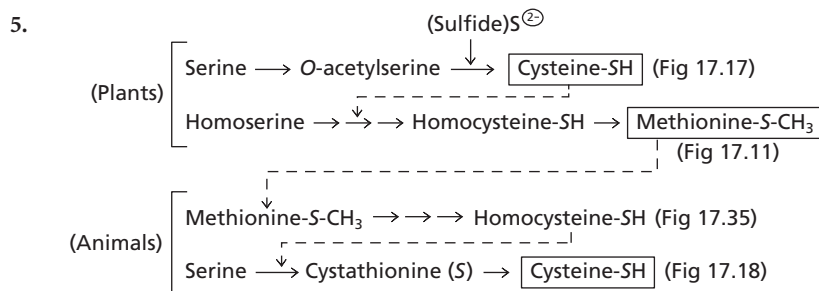 5.
(Sulfide)S2–
(Plants)
Serine → O-acetylserine → Cysteine-SH (Fig 17.17)
Homoserine → → → Homocysteine-SH → Methionine-S-CH3
(Fig 17.11)
(Animals)
Methionine-S-CH3 → → → Homocysteine-SH (Fig 17.35)
Serine → Cystathionine (S) → Cysteine-SH (Fig 17.18)